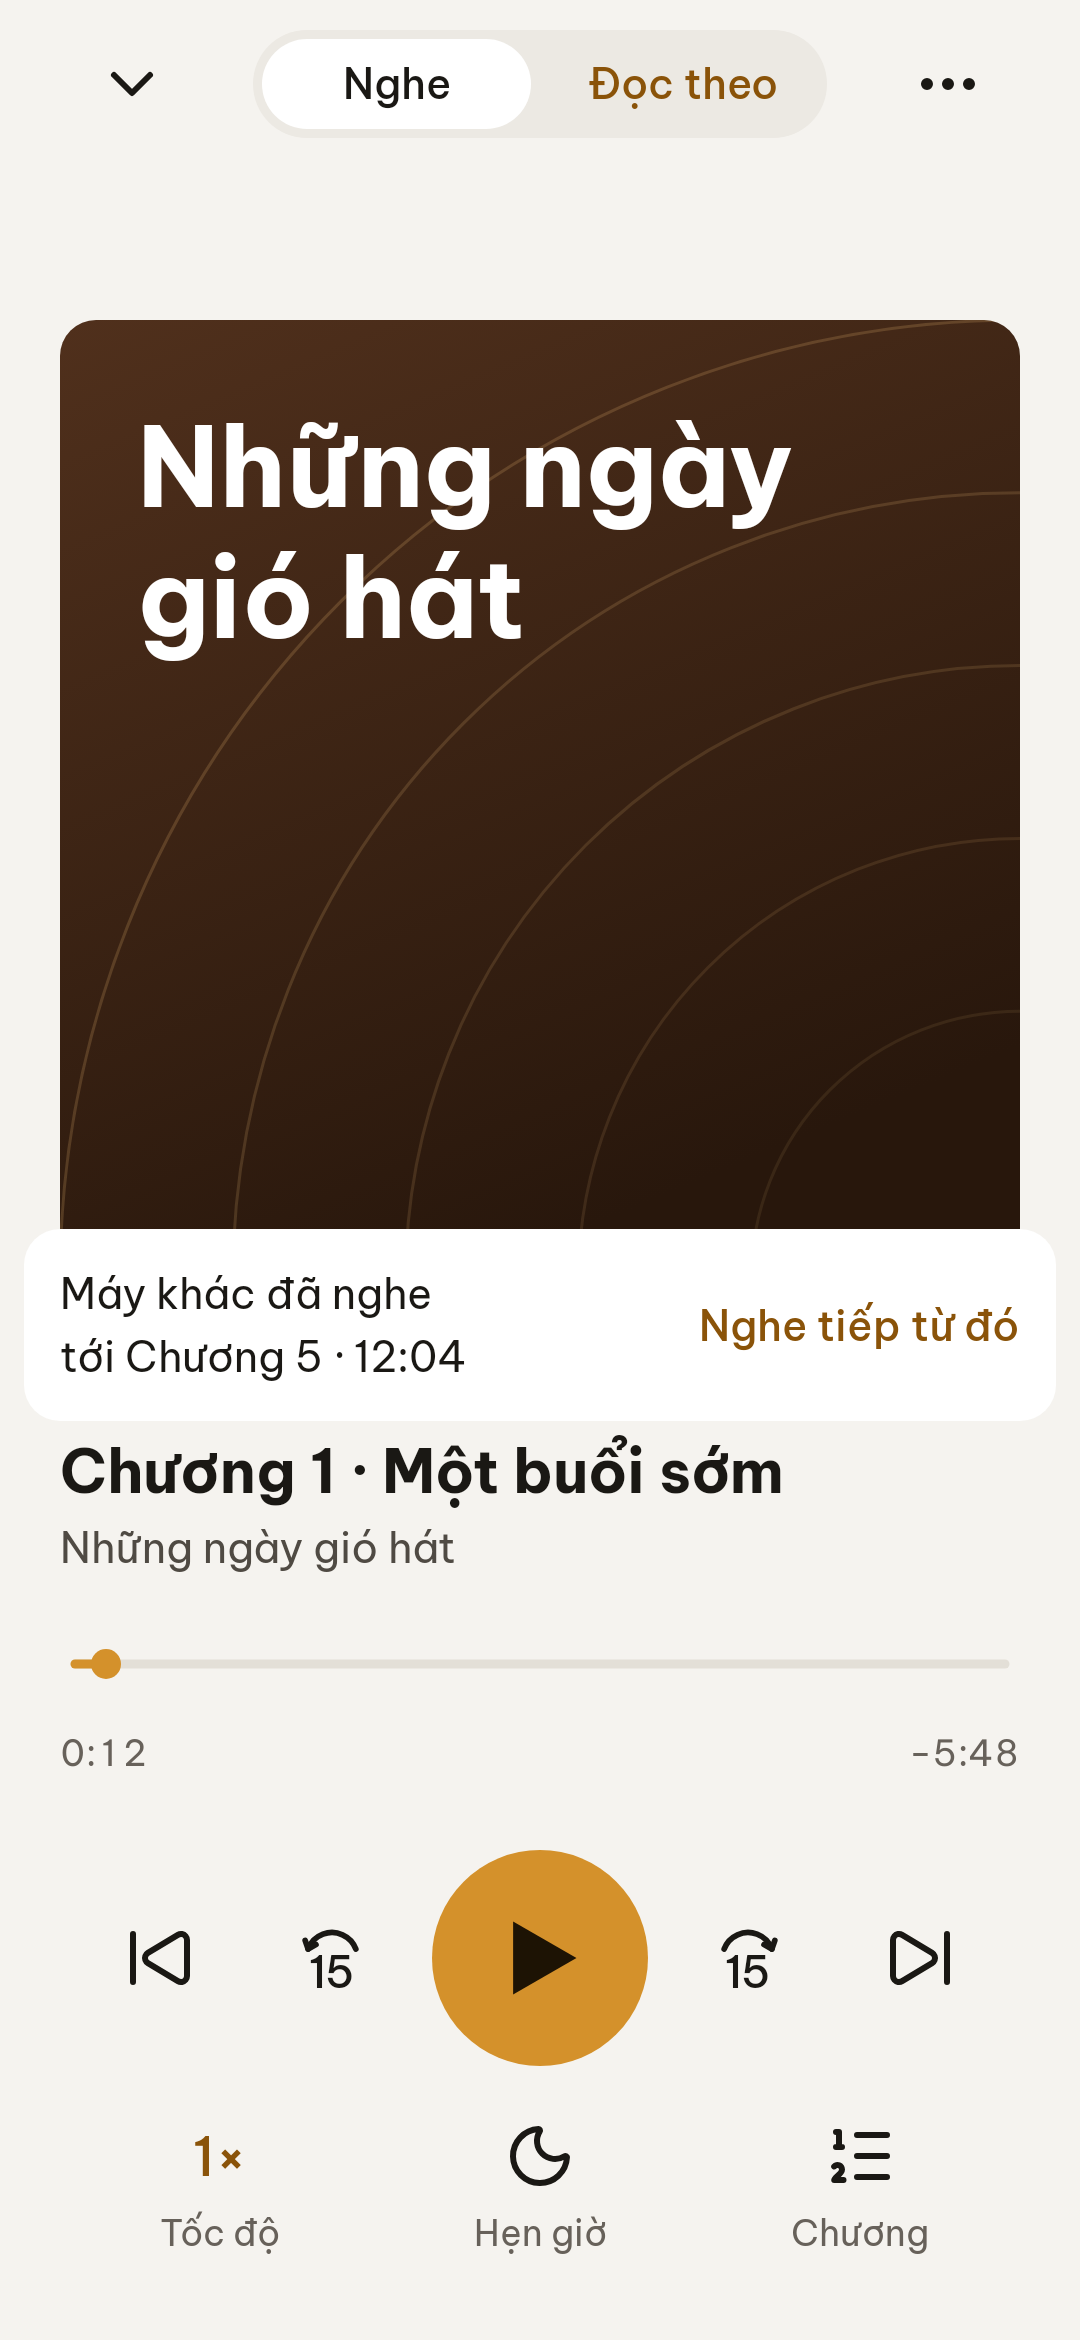 Nghe
Đọc theo
Những ngày
gió hát
Máy khác đã nghe
tới Chương 5 · 12:04
Nghe tiếp từ đó
Chương 1 · Một buổi sớm
Những ngày gió hát
0:12
−5:48
15
15
1×
Tốc độ
Hẹn giờ
1
2
Chương